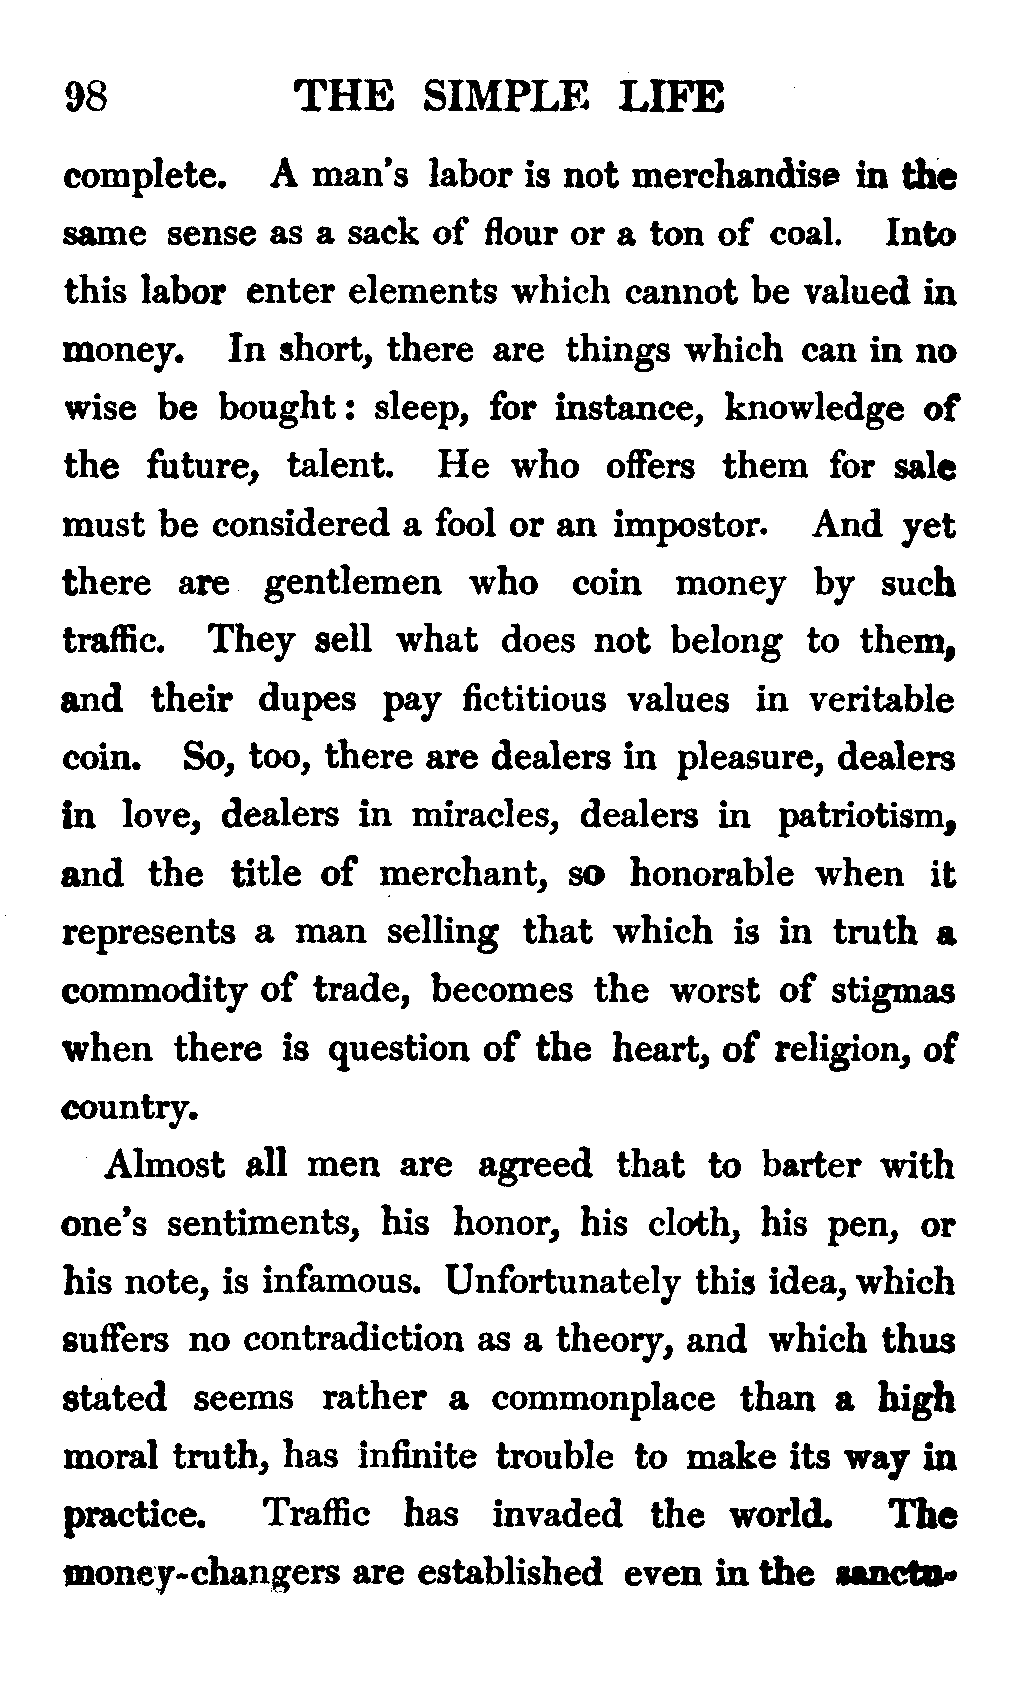 98 THE SIMPLE LIFE
complete. A man's labor is not merchandise in the
same sense as a sack of flour or a ton of coal. Into
this labor enter elements which cannot be valued in
money. In short, there are things which can in no
wise be bought: sleep, for instance, knowledge of
the future, talent. He who offers them for sale
must be considered a fool or an impostor. And yet
there are gentlemen who coin money by such
traffic. They sell what does not belong to them,
and their dupes pay fictitious values in veritable
coin. So, too, there are dealers in pleasure, dealers
in love, dealers in miracles, dealers in patriotism,
and the title of merchant, so honorable when it
represents a man selling that which is in truth a
commodity of trade, becomes the worst of stigmas
when there is question of the heart, of religion, of
country.
Almost all men are agreed that to barter with
one's sentiments, his honor, his cloth, his pen, or
his note, is infamous. Unfortunately this idea, which
suffers no contradiction as a theory, and which thus
stated seems rather a commonplace than a high
moral truth, has infinite trouble to make its way in
practice. Traffic has invaded the world. The
money-changers are established even in the sanctu-